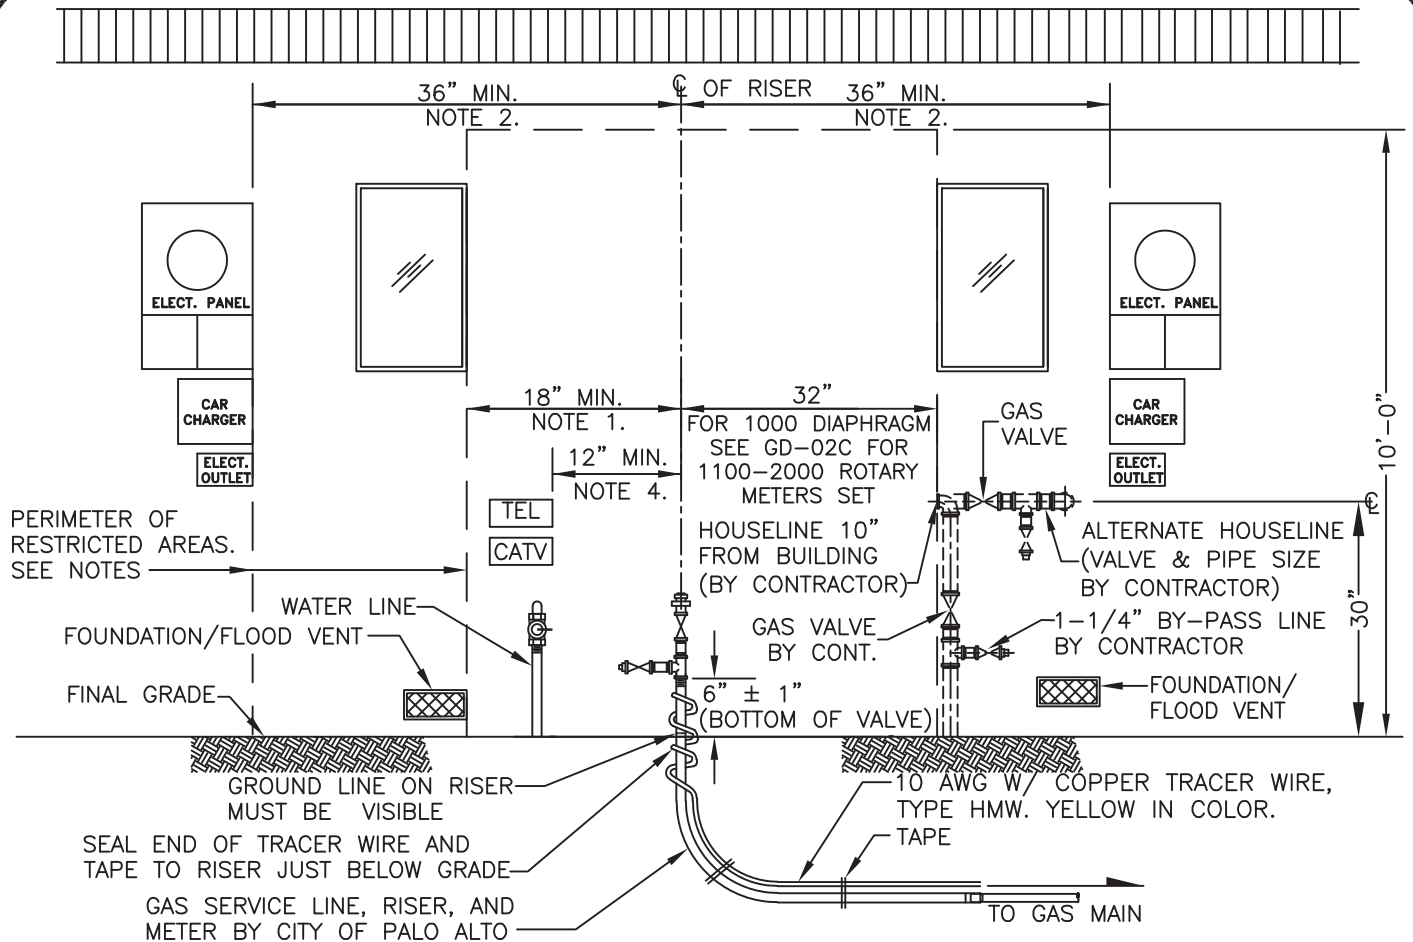 ℄ OF RISER
36” MIN.
NOTE 2.
36” MIN.
NOTE 2.
ELECT. PANEL
ELECT. PANEL
CAR
CHARGER
CAR
CHARGER
ELECT.
OUTLET
ELECT.
OUTLET
18” MIN.
NOTE 1.
32”
FOR 1000 DIAPHRAGM
SEE GD-02C FOR
1100-2000 ROTARY
METERS SET
12” MIN.
NOTE 4.
GAS
VALVE
10’-0”
TEL
CATV
PERIMETER OF
RESTRICTED AREAS.
SEE NOTES
HOUSELINE 10”
FROM BUILDING
(BY CONTRACTOR)
℄
ALTERNATE HOUSELINE
(VALVE & PIPE SIZE
BY CONTRACTOR)
30”
WATER LINE
FOUNDATION/FLOOD VENT
GAS VALVE
BY CONT.
1-1/4” BY-PASS LINE
BY CONTRACTOR
FINAL GRADE
6” ± 1”
(BOTTOM OF VALVE)
FOUNDATION/
FLOOD VENT
GROUND LINE ON RISER
MUST BE VISIBLE
10 AWG W/ COPPER TRACER WIRE,
TYPE HMW. YELLOW IN COLOR.
SEAL END OF TRACER WIRE AND
TAPE TO RISER JUST BELOW GRADE
TAPE
GAS SERVICE LINE, RISER, AND
METER BY CITY OF PALO ALTO
TO GAS MAIN